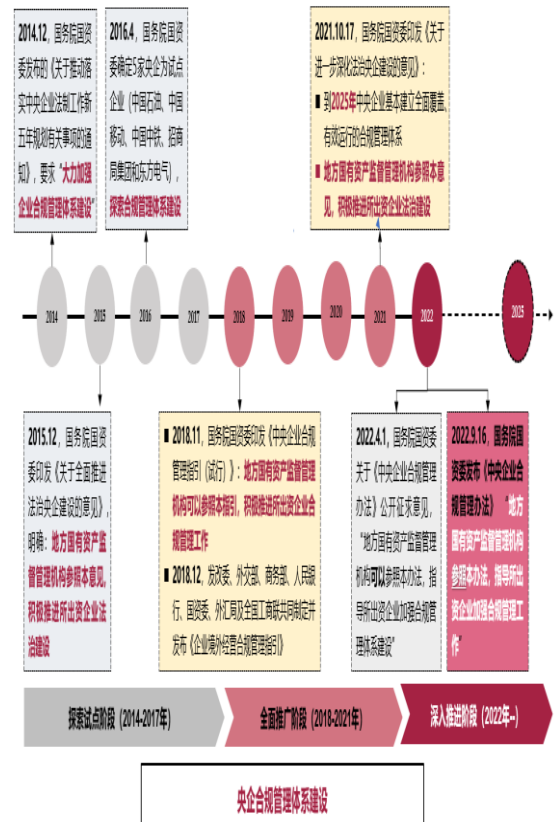 2014.12，国务院国资
委发布的《关于推动落
实中央企业法制工作新
五年规划有关事项的通
知》，要求“大力加强
企业合规管理体系建设”
2016.4，国务院国资
委确定5家央企为试点
企业（中国石油、中国
移动、中国中铁、招商
局集团和东方电气），
探索合规管理体系建设
2021.10.17，国务院国资委印发《关于
进一步深化法治央企建设的意见》：
■ 到2025年中央企业基本建立全面覆盖、
有效运行的合规管理体系
■ 地方国有资产监督管理机构参照本意
见，积极推进所出资企业法治建设
2014
2015
2016
2017
2018
2019
2020
2021
2022
2025
2015.12，国务院国资
委印发《关于全面推进
法治央企建设的意见》，
明确：地方国有资产监
督管理机构参照本意见，
积极推进所出资企业法
治建设
■ 2018.11，国务院国资委印发《中央企业合规
管理指引（试行）》：地方国有资产监督管理
机构可以参照本指引，积极推进所出资企业合
规管理工作
■ 2018.12，发改委、外交部、商务部、人民银
行、国资委、外汇局及全国工商联共同制定并
发布《企业境外经营合规管理指引》
2022.4.1，国务院国资委
关于《中央企业合规管理
办法》公开征求意见，
“地方国有资产监督管理
机构可以参照本办法，指
导所出资企业加强合规管
理体系建设”
2022.9.16，国务院国
资委发布《中央企业合
规管理办法》 “地方
国有资产监督管理机构
参照本办法，指导所出
资企业加强合规管理工
作”
探索试点阶段（2014-2017年）
全面推广阶段（2018-2021年）
深入推进阶段（2022年--）
央企合规管理体系建设